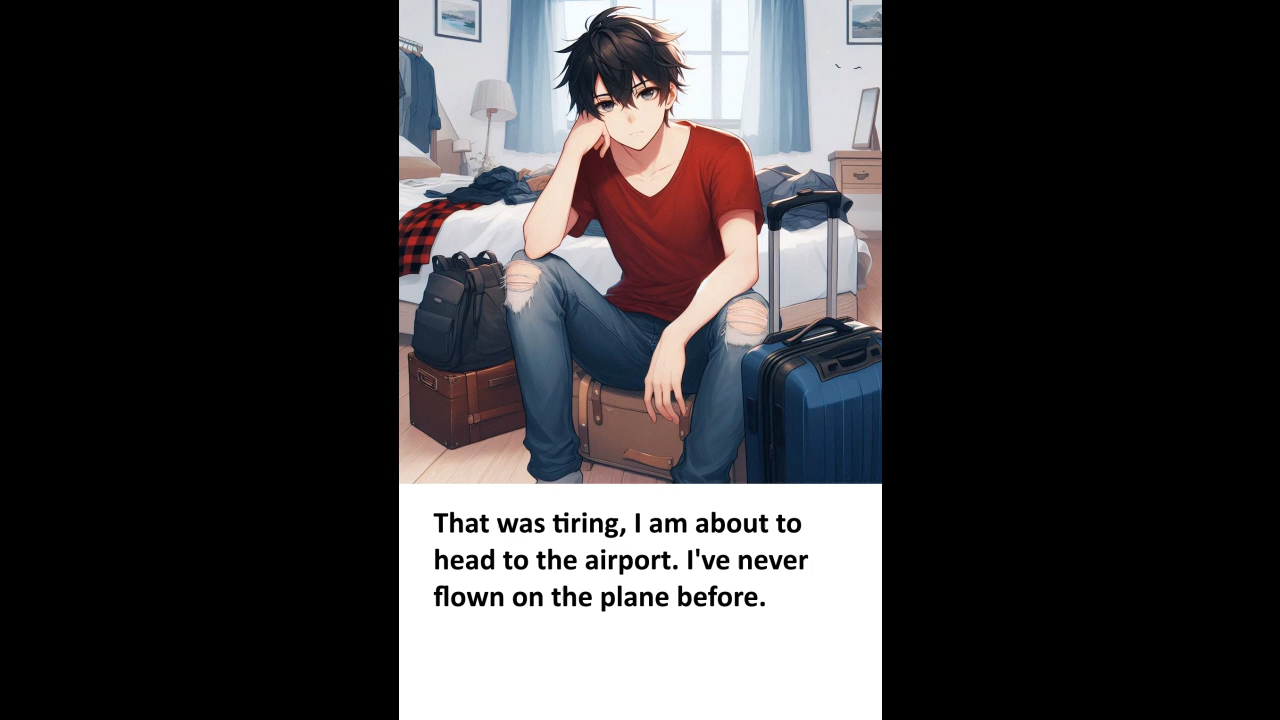 That was tiring, I am about to
head to the airport. I've never
flown on the plane before.